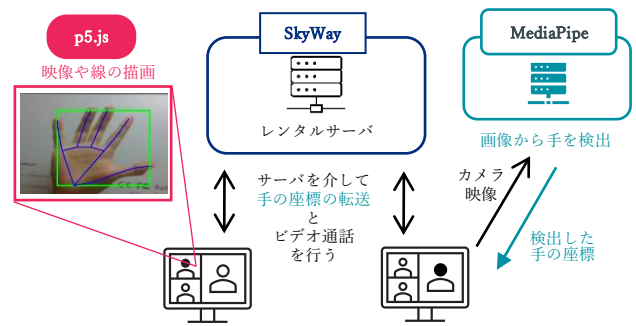 p5.js
映像や線の描画
SkyWay
レンタルサーバ
MediaPipe
画像から手を検出
サーバを介して
手の座標の転送
と
ビデオ通話
を行う
カメラ
映像
検出した
手の座標